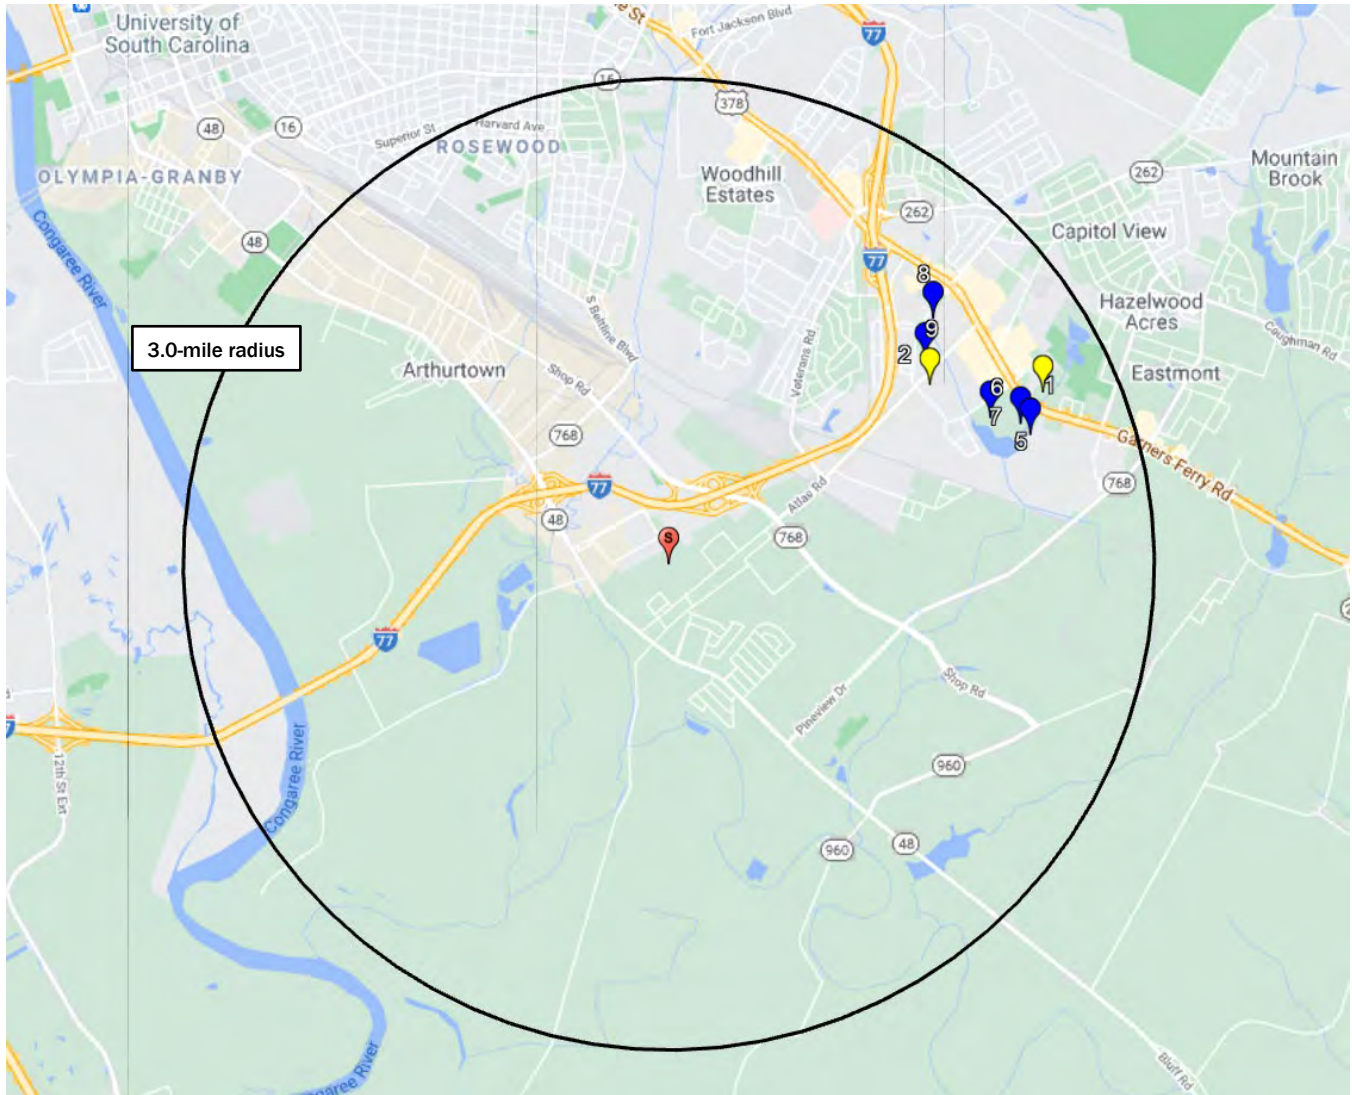 University of
South Carolina
Fort Jackson Blvd
77
16
378
48
16
Superior St
Harvard Ave
ROSEWOOD
Woodhill
Estates
262
Mountain
Brook
OLYMPIA-GRANBY
262
Capitol View
48
77
Congaree River
8
Hazelwood
Acres
S Beltline Blvd
9
Caughman Rd
3.0-mile radius
Veterans Rd
2
Arthurtown
Shop Rd
1
Eastmont
6
7
5
768
Garners Ferry Rd
77
768
Atlas Rd
48
S
768
77
Shop Rd
Pineview Dr
12th St Ext
Congaree River
960
960
48
Bluff Rd